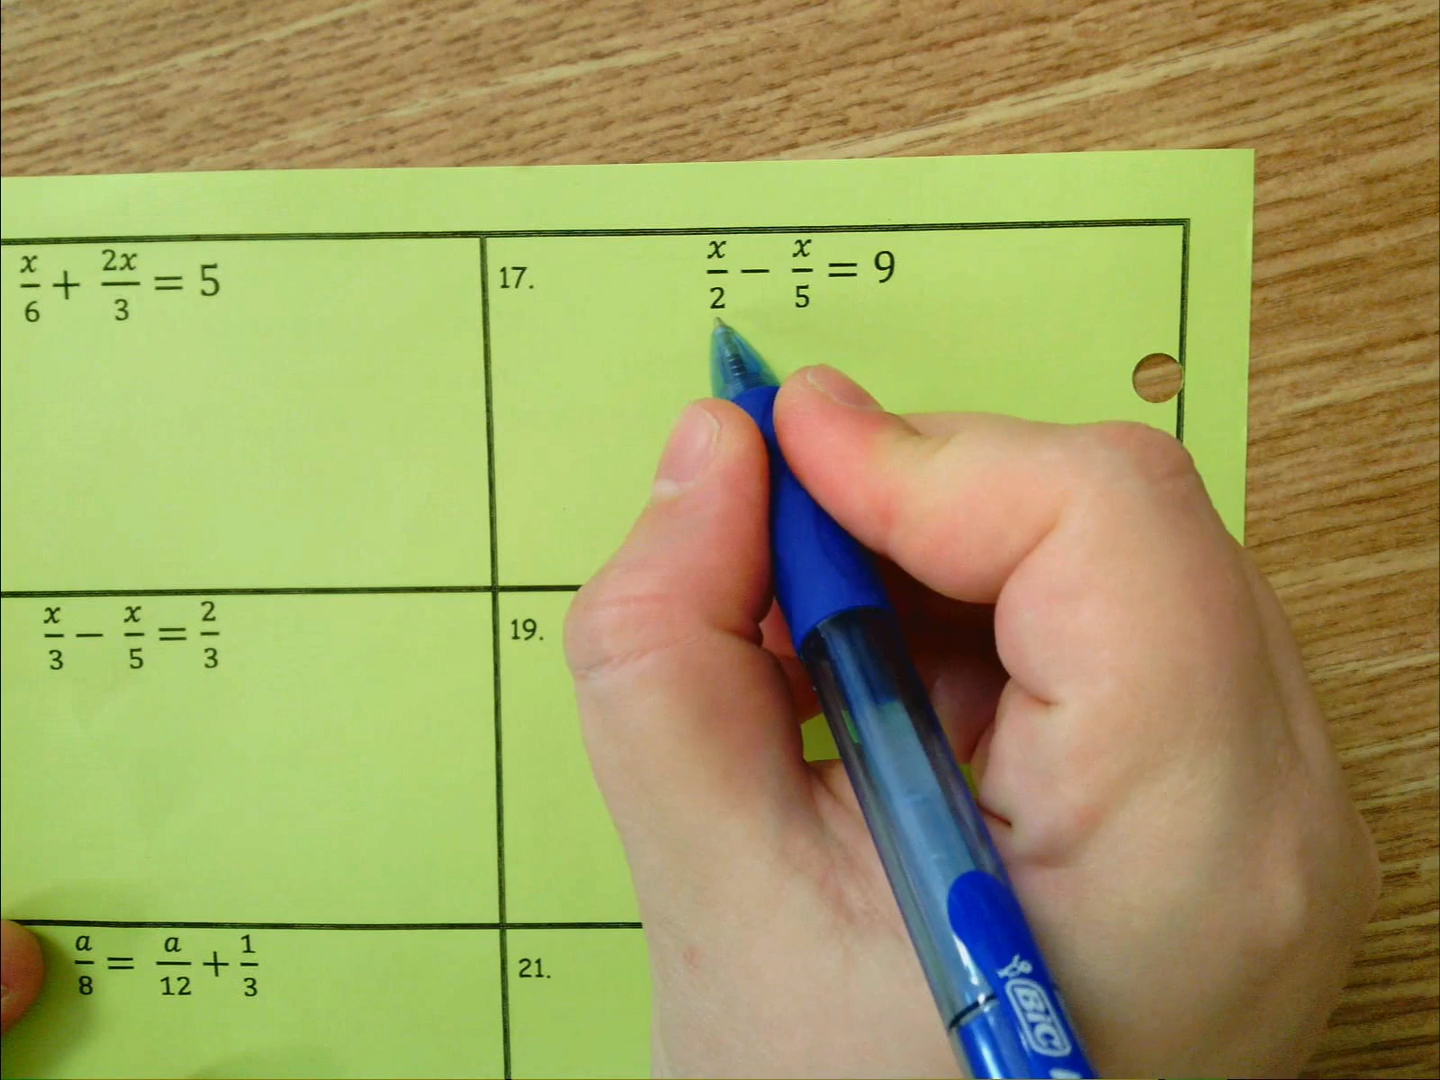 x/6 + 2x/3 = 5
17. x/2 − x/5 = 9
x/3 − x/5 = 2/3
19.
a/8 = a/12 + 1/3
21.
BIC